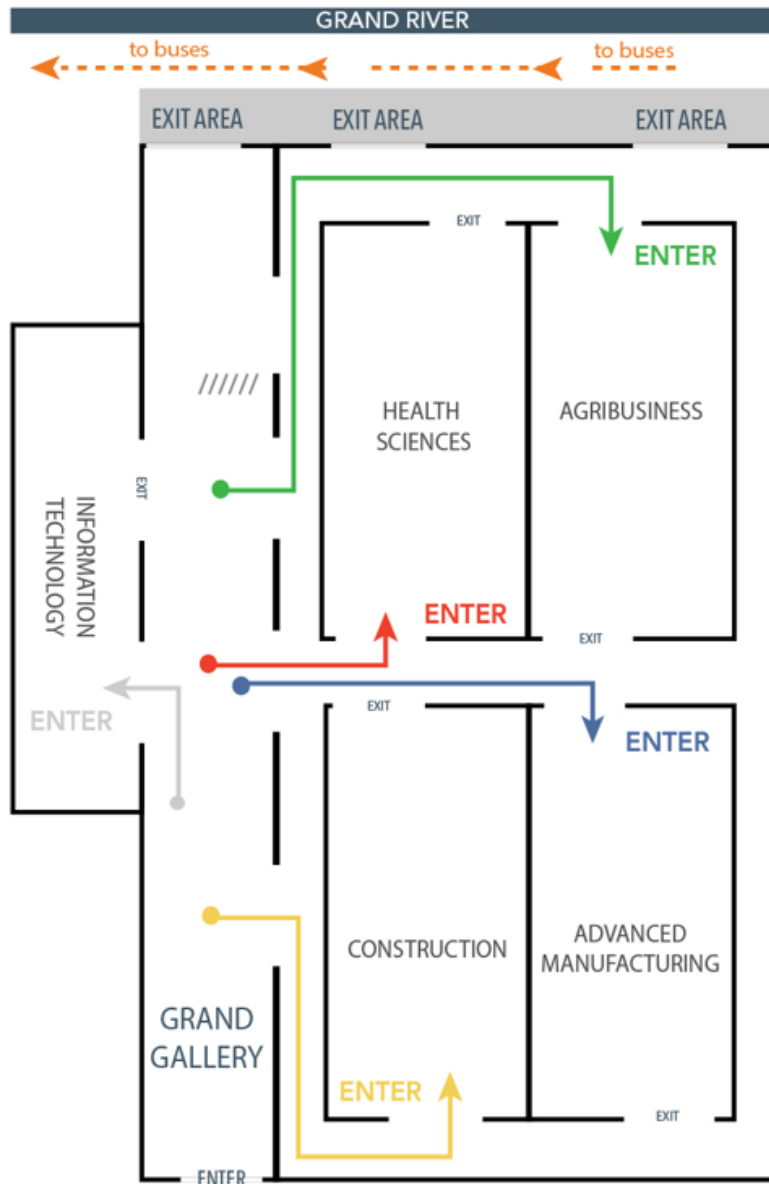 GRAND RIVER
to buses
to buses
EXIT AREA
EXIT AREA
EXIT AREA
EXIT
ENTER
HEALTH
SCIENCES
AGRIBUSINESS
EXIT
INFORMATION
TECHNOLOGY
ENTER
EXIT
ENTER
EXIT
ENTER
CONSTRUCTION
ADVANCED
MANUFACTURING
GRAND
GALLERY
ENTER
EXIT
ENTER